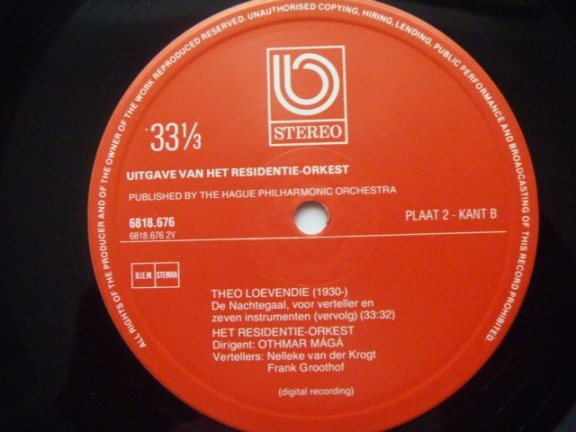 ALL RIGHTS OF THE PRODUCER AND OF THE OWNER OF THE WORK REPRODUCED RESERVED. UNAUTHORISED COPYING, HIRING, LENDING, PUBLIC PERFORMANCE AND BROADCASTING OF THIS RECORD PROHIBITED
b
STEREO
33⅓
UITGAVE VAN HET RESIDENTIE-ORKEST
PUBLISHED BY THE HAGUE PHILHARMONIC ORCHESTRA
6818.676
PLAAT 2 - KANT B
6818.676 2Y
B.I.E.M. STEMRA
THEO LOEVENDIE (1930-)
De Nachtegaal, voor verteller en
zeven instrumenten (vervolg) (33:32)
HET RESIDENTIE-ORKEST
Dirigent: OTHMAR MÁGÁ
Vertellers: Nelleke van der Krogt
Frank Groothof
(digital recording)